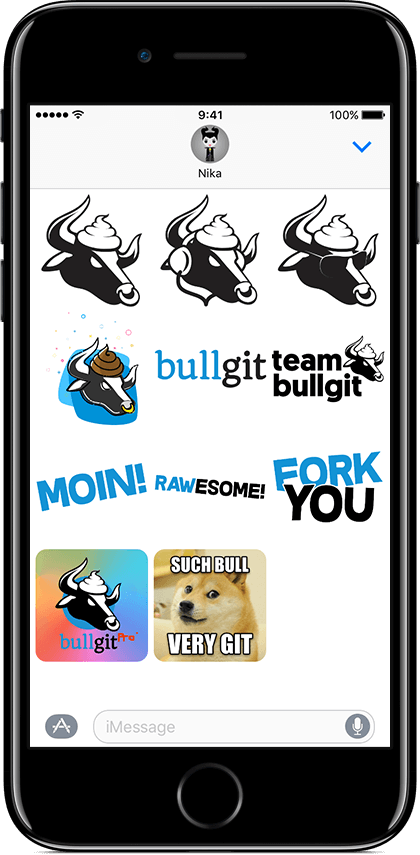 9:41
100%
Nika
bullgit
team
bullgit
MOIN!
RAWESOME!
FORK
YOU
bullgit Pro
SUCH BULL
VERY GIT
iMessage